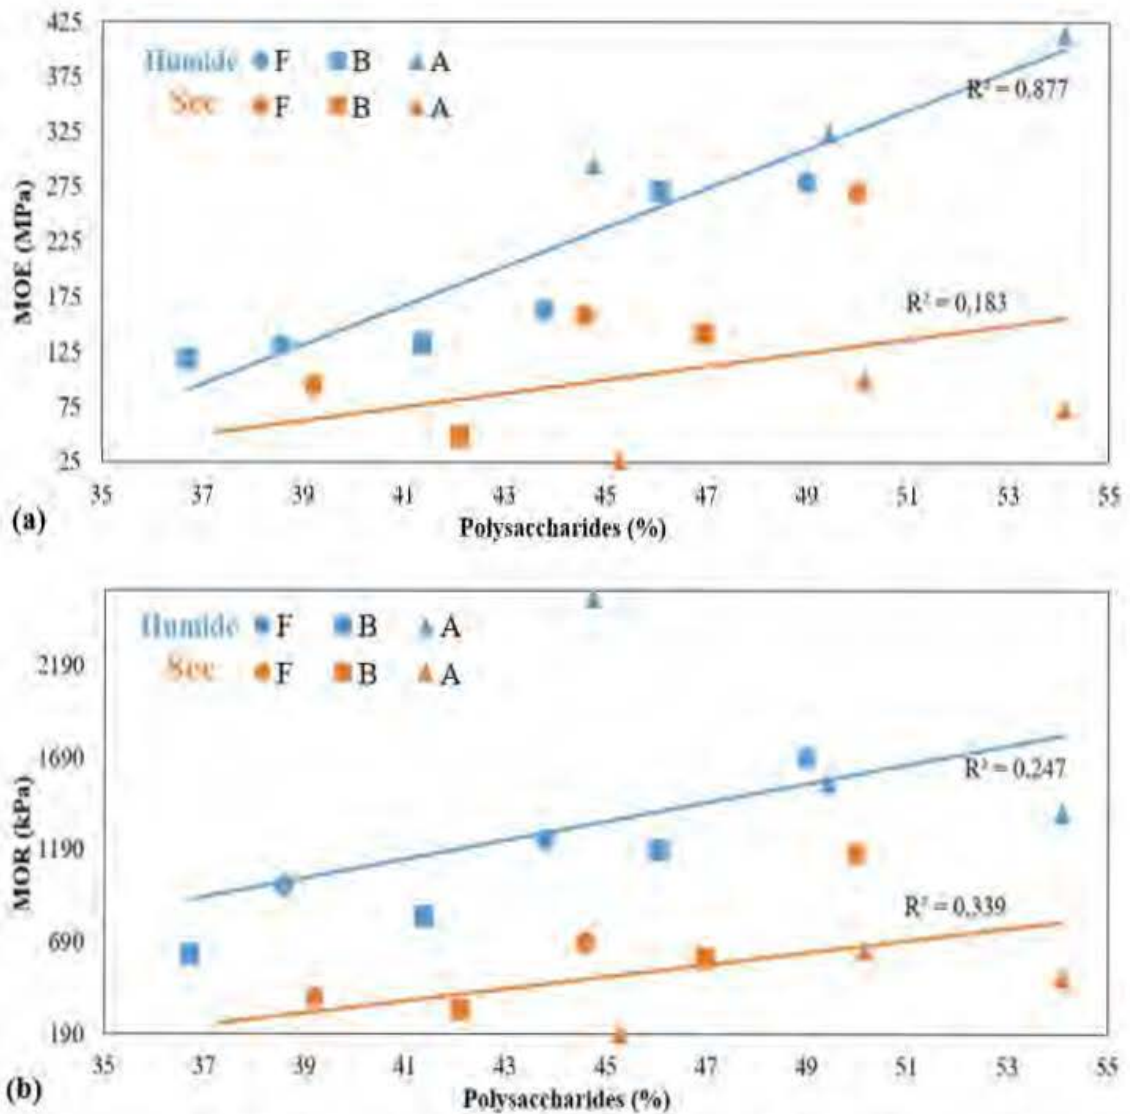 425
375
325
275
225
175
125
75
25
MOE (MPa)
Humide F B A
Sec F B A
R² = 0,877
R² = 0,183
35 37 39 41 43 45 47 49 51 53 55
Polysaccharides (%)
(a)
2190
1690
1190
690
190
MOR (kPa)
Humide F B A
Sec F B A
R² = 0,247
R² = 0,339
35 37 39 41 43 45 47 49 51 53 55
Polysaccharides (%)
(b)